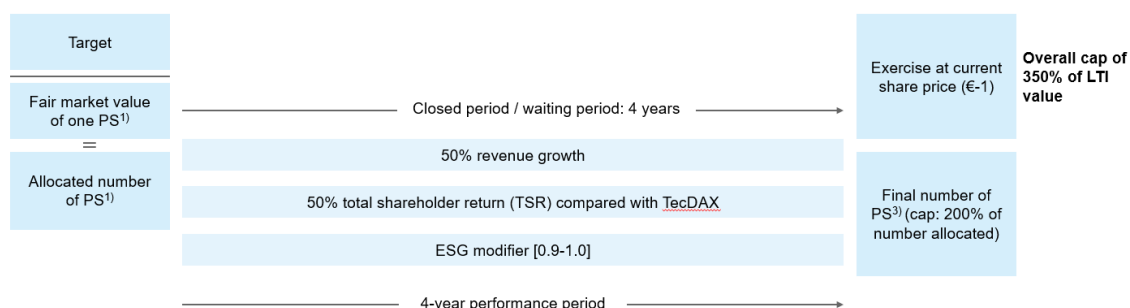 Target
Fair market value
of one PS1)
=
Allocated number
of PS1)
Closed period / waiting period: 4 years
50% revenue growth
50% total shareholder return (TSR) compared with TecDAX
ESG modifier [0.9-1.0]
4-year performance period
Exercise at current
share price (€-1)
Final number of
PS3) (cap: 200% of
number allocated)
Overall cap of
350% of LTI
value